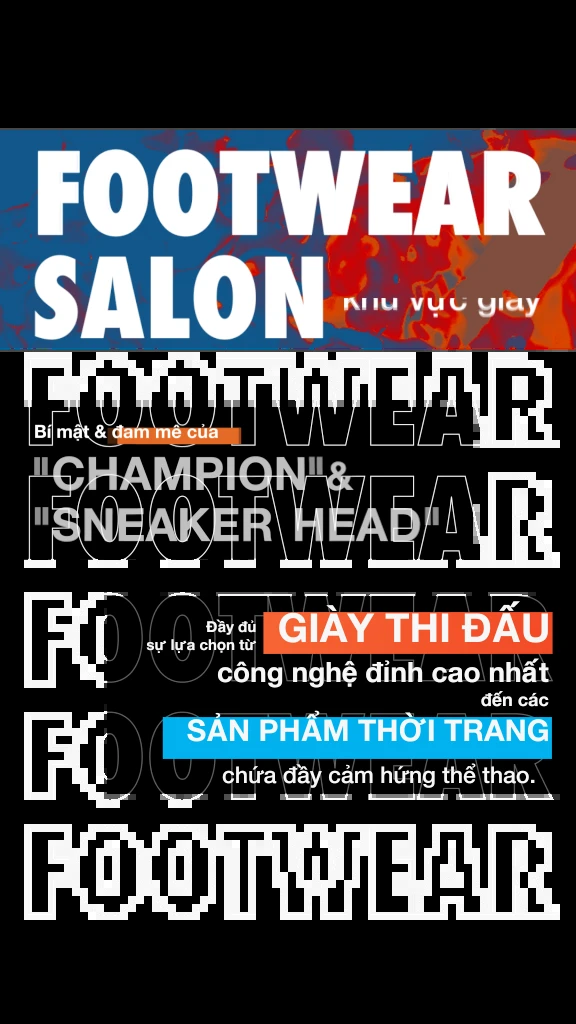 FOOTWEAR
SALON
khu vực giày
FOOTWEAR
Bí mật & đam mê của
"CHAMPION"&
FOOTWEAR
"SNEAKER HEAD"
FOOTWEAR
Đầy đủ
sự lựa chọn từ
GIÀY THI ĐẤU
công nghệ đỉnh cao nhất
đến các
FOOTWEAR
SẢN PHẨM THỜI TRANG
chứa đầy cảm hứng thể thao.
FOOTWEAR